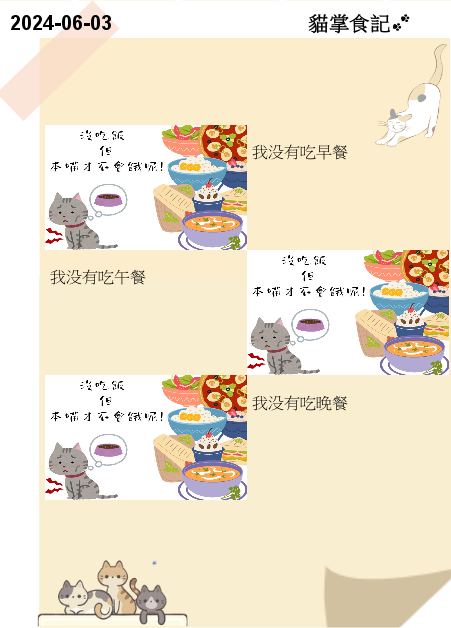 2024-06-03 貓掌食記
沒吃飯
但
本喵才不會餓呢!
我没有吃早餐
沒吃飯
但
本喵才不會餓呢!
我没有吃午餐
沒吃飯
但
本喵才不會餓呢!
我没有吃晚餐